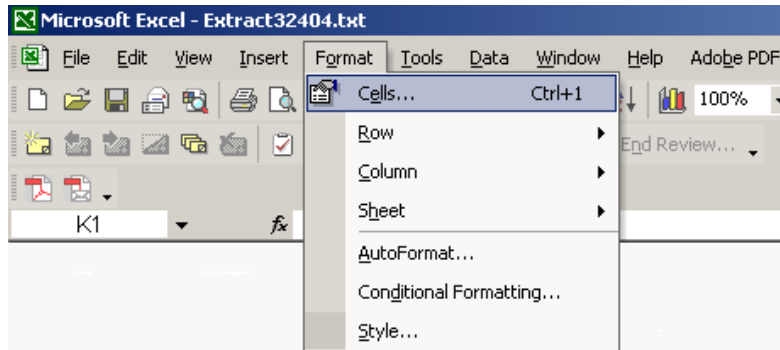 Microsoft Excel - Extract32404.txt
File Edit View Insert Format Tools Data Window Help Adobe PDF
Cells... Ctrl+1 100%
Row End Review...
Column
Sheet
K1 fx
AutoFormat...
Conditional Formatting...
Style...